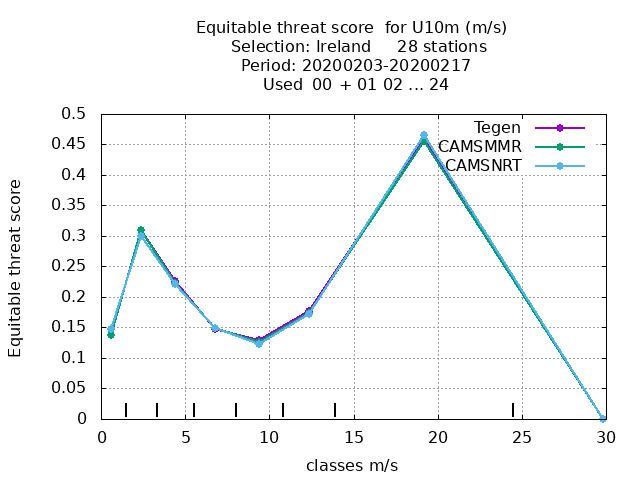 Equitable threat score  for U10m (m/s)
Selection: Ireland     28 stations
Period: 20200203-20200217
Used  00 + 01 02 ... 24
Equitable threat score
0.5
0.45
0.4
0.35
0.3
0.25
0.2
0.15
0.1
0.05
0
Tegen
CAMSMMR
CAMSNRT
0 5 10 15 20 25 30
classes m/s